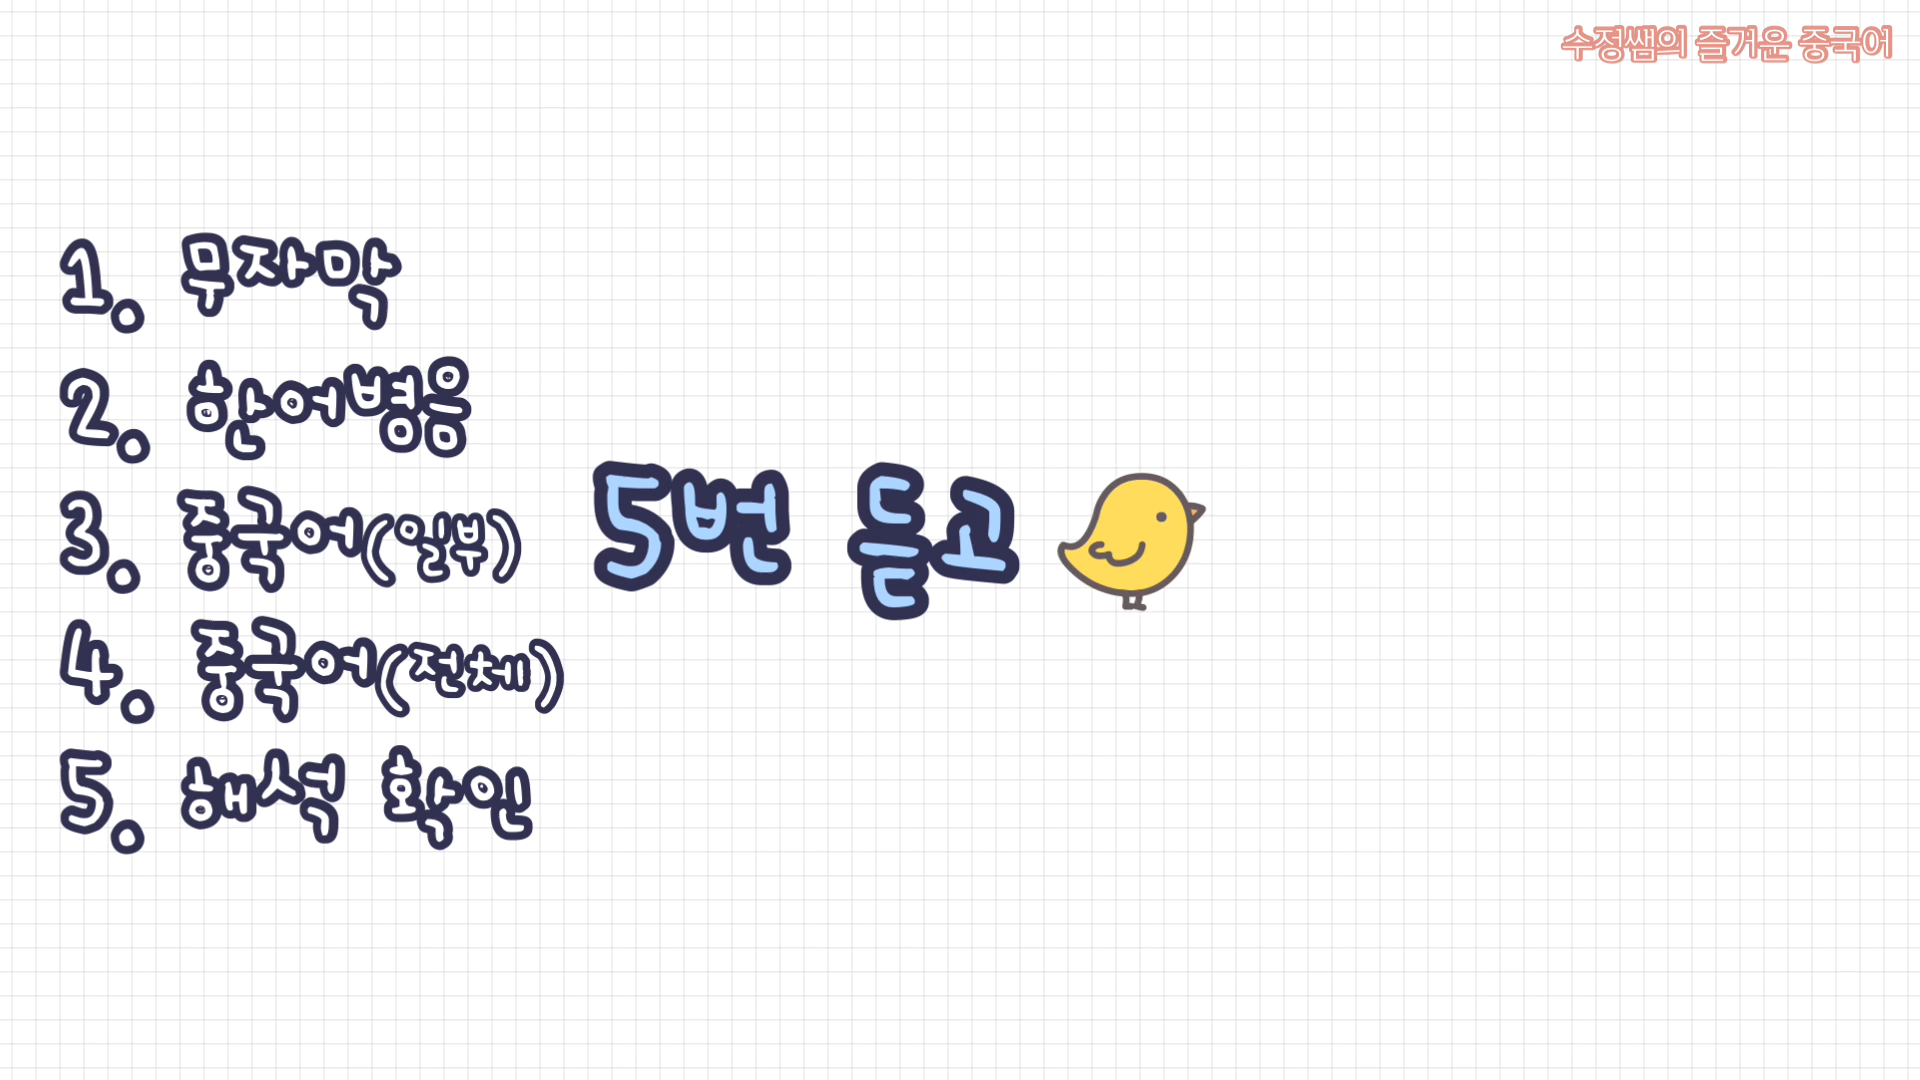 수정쌤의 즐거운 중국어
1. 무자막
2. 한어병음
3. 중국어(일부)
4. 중국어(전체)
5. 해석 확인
5번 듣고